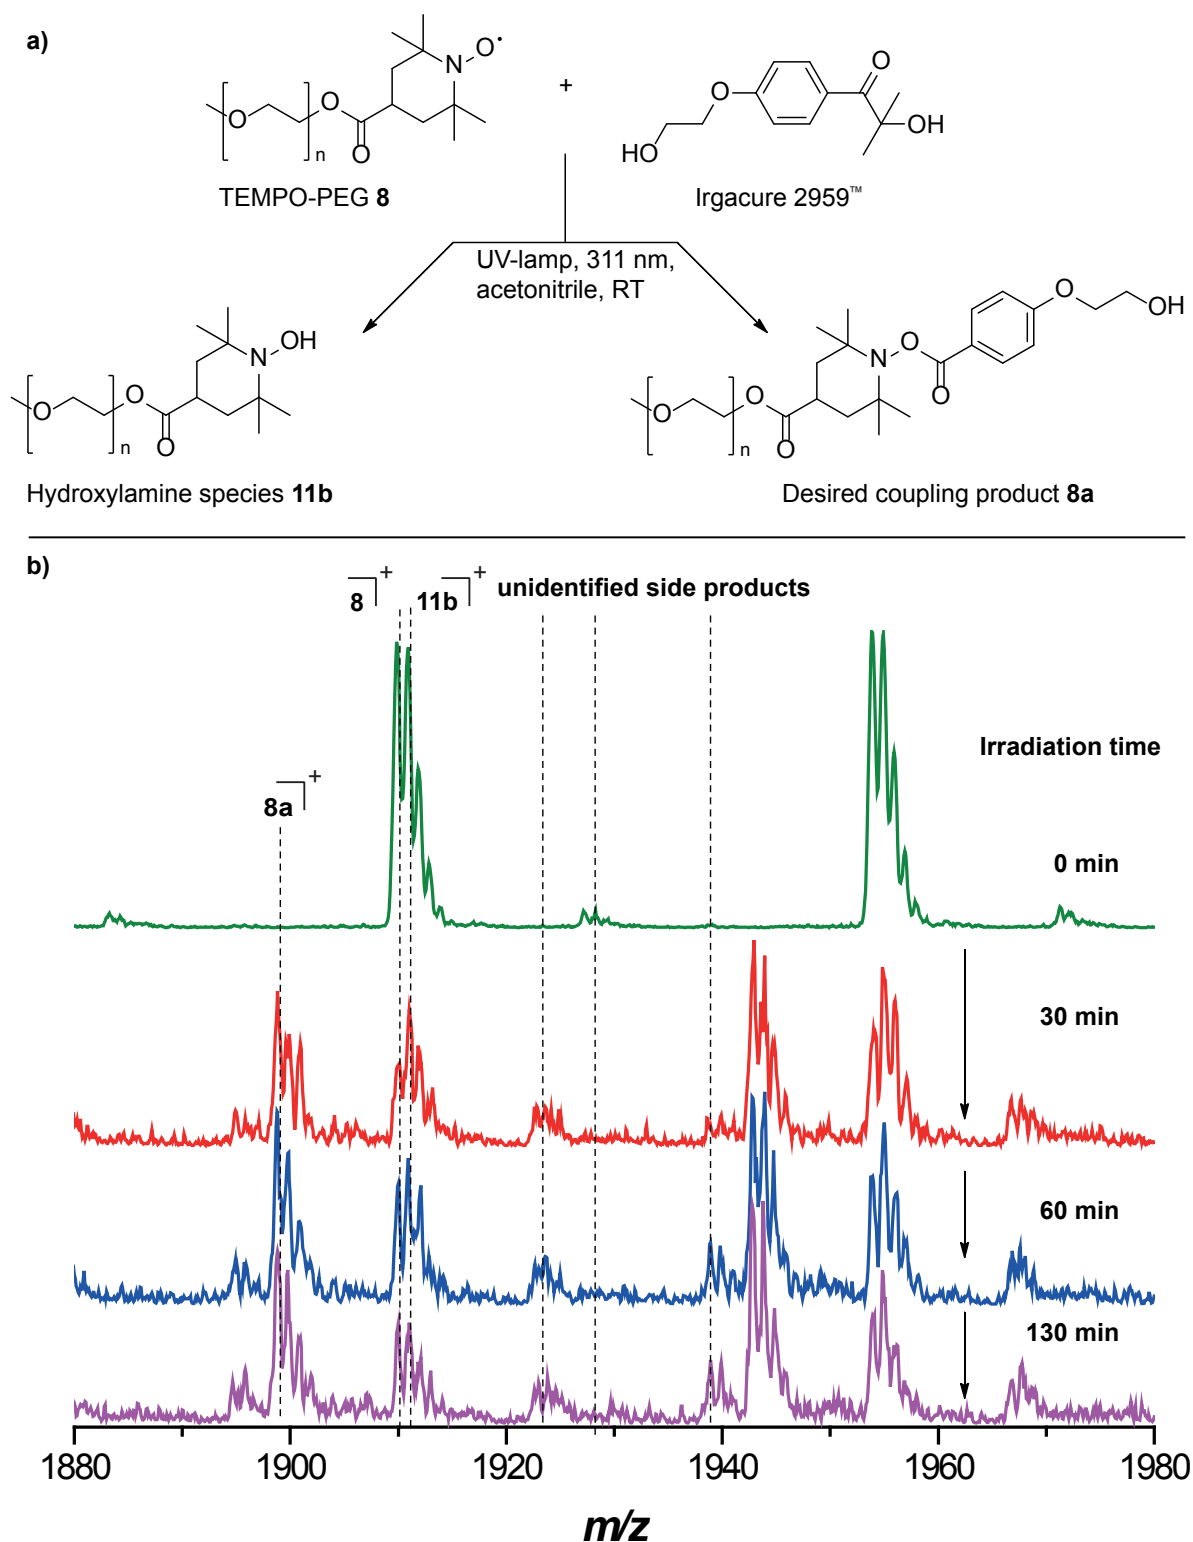 a)
O•
N
O
O
O
n
TEMPO-PEG 8
+
O
O
OH
HO
Irgacure 2959™
UV-lamp, 311 nm,
acetonitrile, RT
OH
N
O
O
O
n
Hydroxylamine species 11b
O
OH
O
N
O
O
O
O
n
Desired coupling product 8a
b)
8 +
11b +
unidentified side products
8a +
Irradiation time
0 min
30 min
60 min
130 min
1880 1900 1920 1940 1960 1980
m/z